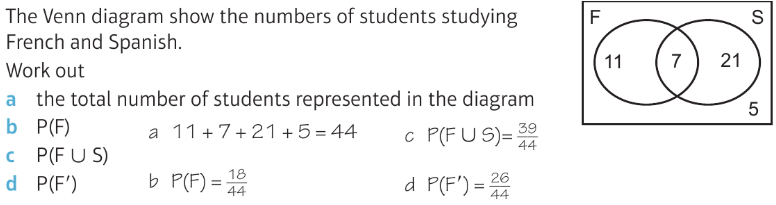 The Venn diagram show the numbers of students studying
French and Spanish.
Work out
a the total number of students represented in the diagram
b P(F)
c P(F ∪ S)
d P(F′)
a 11 + 7 + 21 + 5 = 44
b P(F) = 18/44
c P(F ∪ S)= 39/44
d P(F′) = 26/44
F S
11 7 21
5